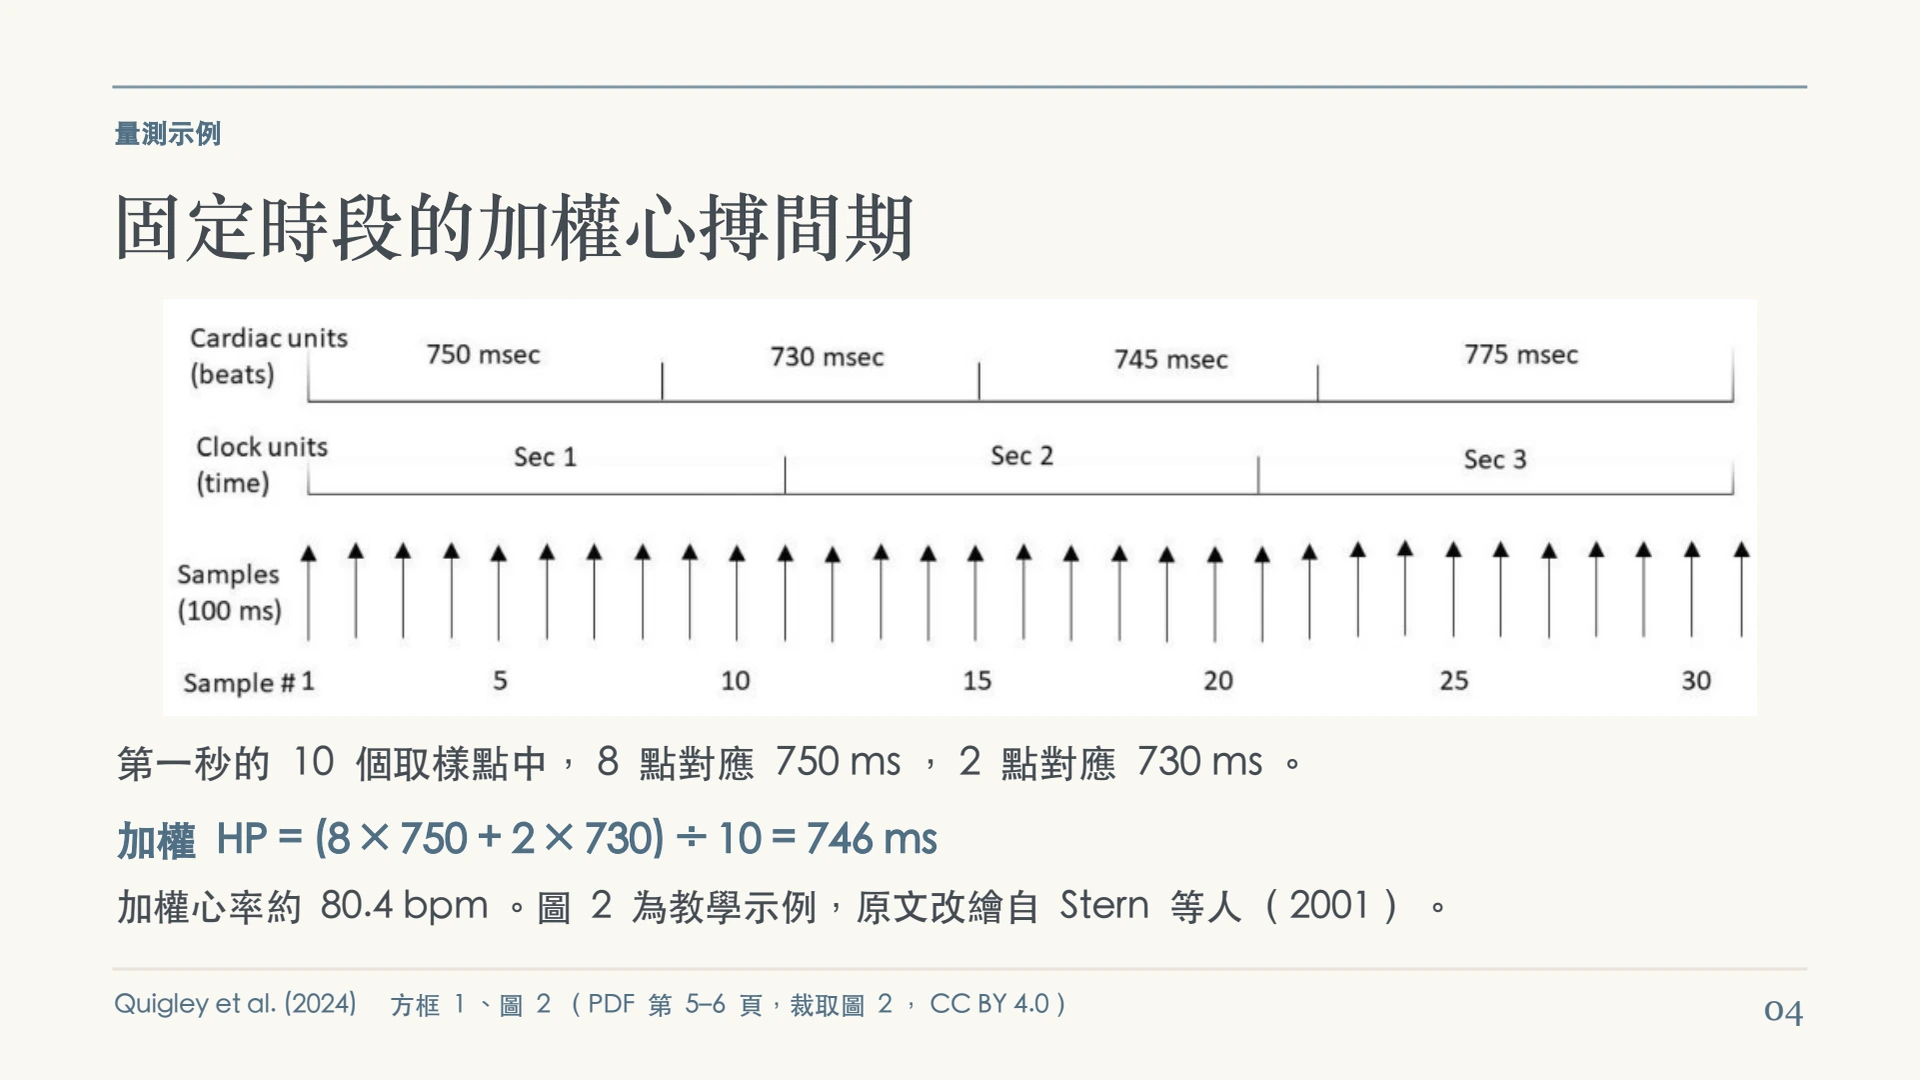 量測示例
固定時段的加權心搏間期
Cardiac units
(beats)
750 msec
730 msec
745 msec
775 msec
Clock units
(time)
Sec 1
Sec 2
Sec 3
Samples
(100 ms)
Sample # 1 5 10 15 20 25 30
第一秒的 10 個取樣點中，8 點對應 750 ms，2 點對應 730 ms。
加權 HP = (8 × 750 + 2 × 730) ÷ 10 = 746 ms
加權心率約 80.4 bpm。圖 2 為教學示例，原文改繪自 Stern 等人（2001）。
Quigley et al. (2024) 方框 1、圖 2（PDF 第 5–6 頁，裁取圖 2，CC BY 4.0）
04